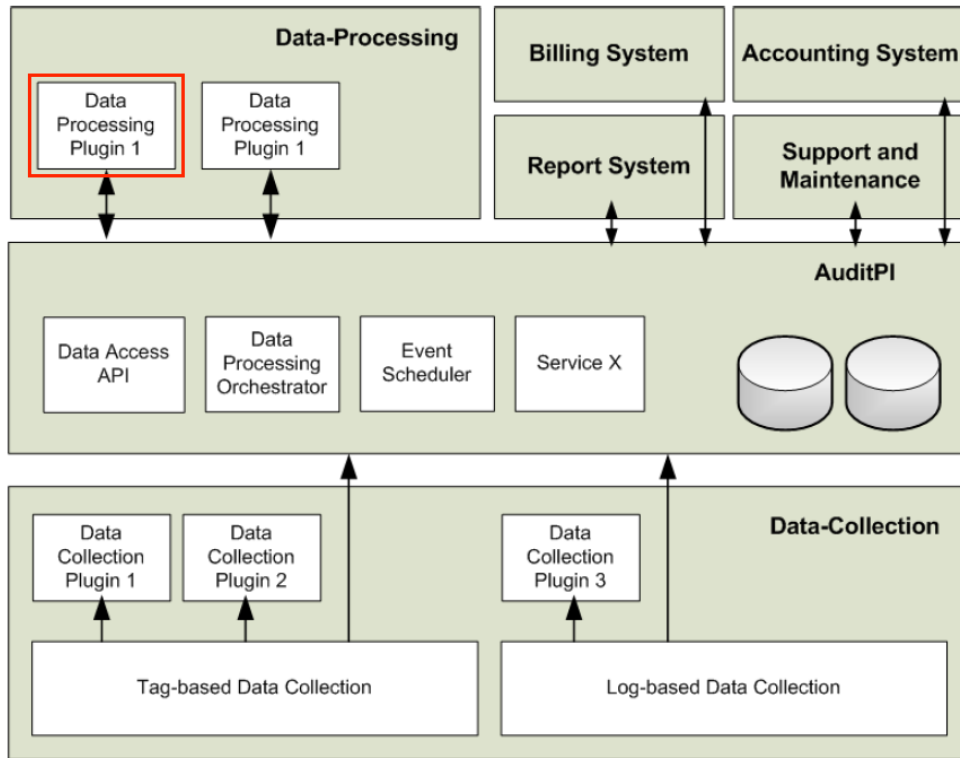 Data-Processing
Data
Processing
Plugin 1
Data
Processing
Plugin 1
Billing System
Accounting System
Report System
Support and
Maintenance
AuditPI
Data Access
API
Data
Processing
Orchestrator
Event
Scheduler
Service X
Data-Collection
Data
Collection
Plugin 1
Data
Collection
Plugin 2
Data
Collection
Plugin 3
Tag-based Data Collection
Log-based Data Collection